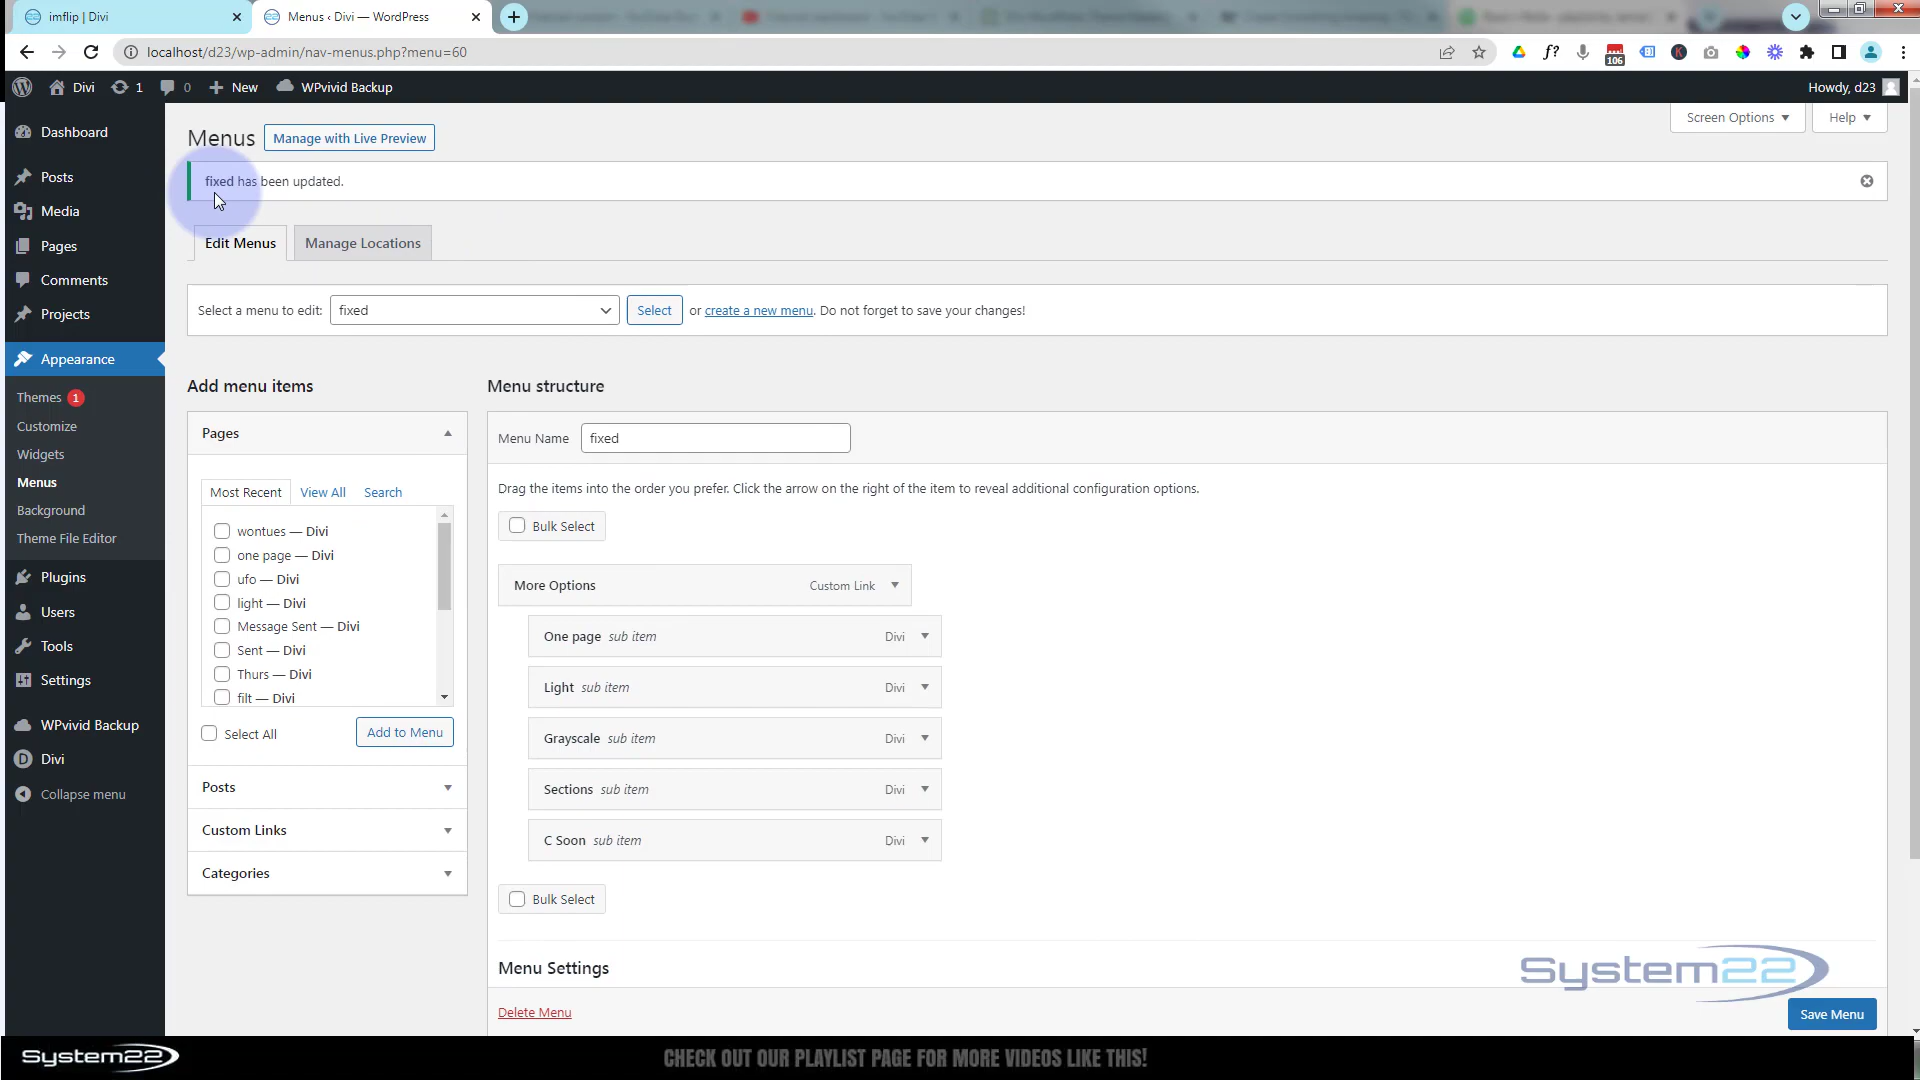 imflip | Divi
Menus ‹ Divi — WordPress
localhost/d23/wp-admin/nav-menus.php?menu=60
106
Divi
1
0
New
WPvivid Backup
Howdy, d23
Dashboard
Posts
Media
Pages
Comments
Projects
Appearance
Themes 1
Customize
Widgets
Menus
Background
Theme File Editor
Plugins
Users
Tools
Settings
WPvivid Backup
Divi
Collapse menu
Menus
Manage with Live Preview
Screen Options
Help
fixed has been updated.
Edit Menus
Manage Locations
Select a menu to edit: fixed Select or create a new menu. Do not forget to save your changes!
Add menu items
Pages
Most Recent View All Search
wontues — Divi
one page — Divi
ufo — Divi
light — Divi
Message Sent — Divi
Sent — Divi
Thurs — Divi
filt — Divi
Select All
Add to Menu
Posts
Custom Links
Categories
Menu structure
Menu Name fixed
Drag the items into the order you prefer. Click the arrow on the right of the item to reveal additional configuration options.
Bulk Select
More Options Custom Link
One page sub item Divi
Light sub item Divi
Grayscale sub item Divi
Sections sub item Divi
C Soon sub item Divi
Bulk Select
Menu Settings
Delete Menu
Save Menu
System22
System22
CHECK OUT OUR PLAYLIST PAGE FOR MORE VIDEOS LIKE THIS!